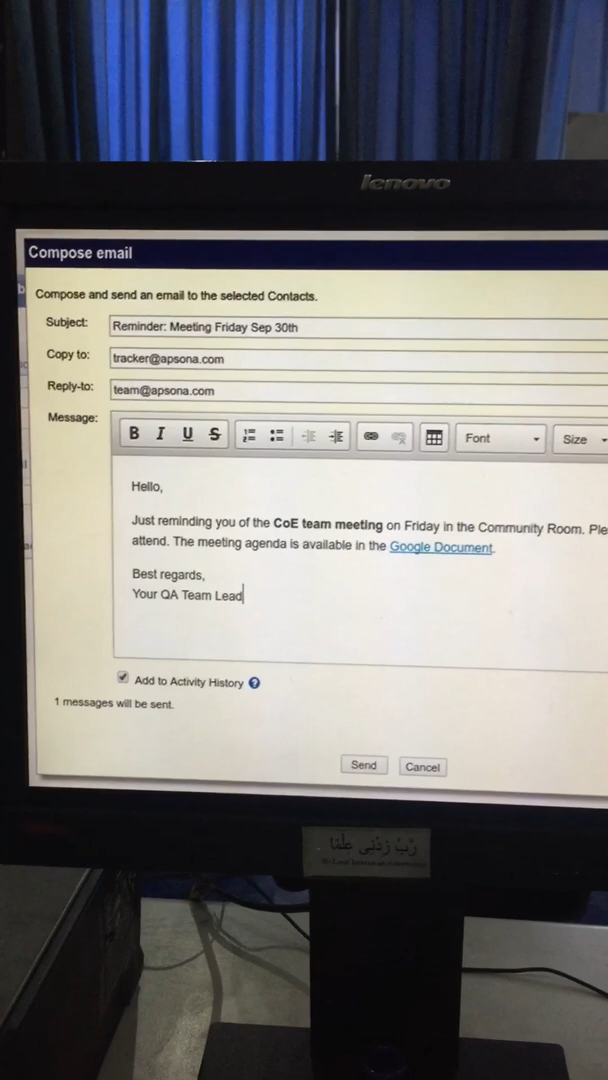 lenovo
Compose email
Compose and send an email to the selected Contacts.
Subject: Reminder: Meeting Friday Sep 30th
Copy to: tracker@apsona.com
Reply-to: team@apsona.com
Message:
B I U S Font Size
Hello,
Just reminding you of the CoE team meeting on Friday in the Community Room. Ple
attend. The meeting agenda is available in the Google Document.
Best regards,
Your QA Team Lead
Add to Activity History ?
1 messages will be sent.
Send Cancel
رَّبِّ زِدْنِي عِلْمًا